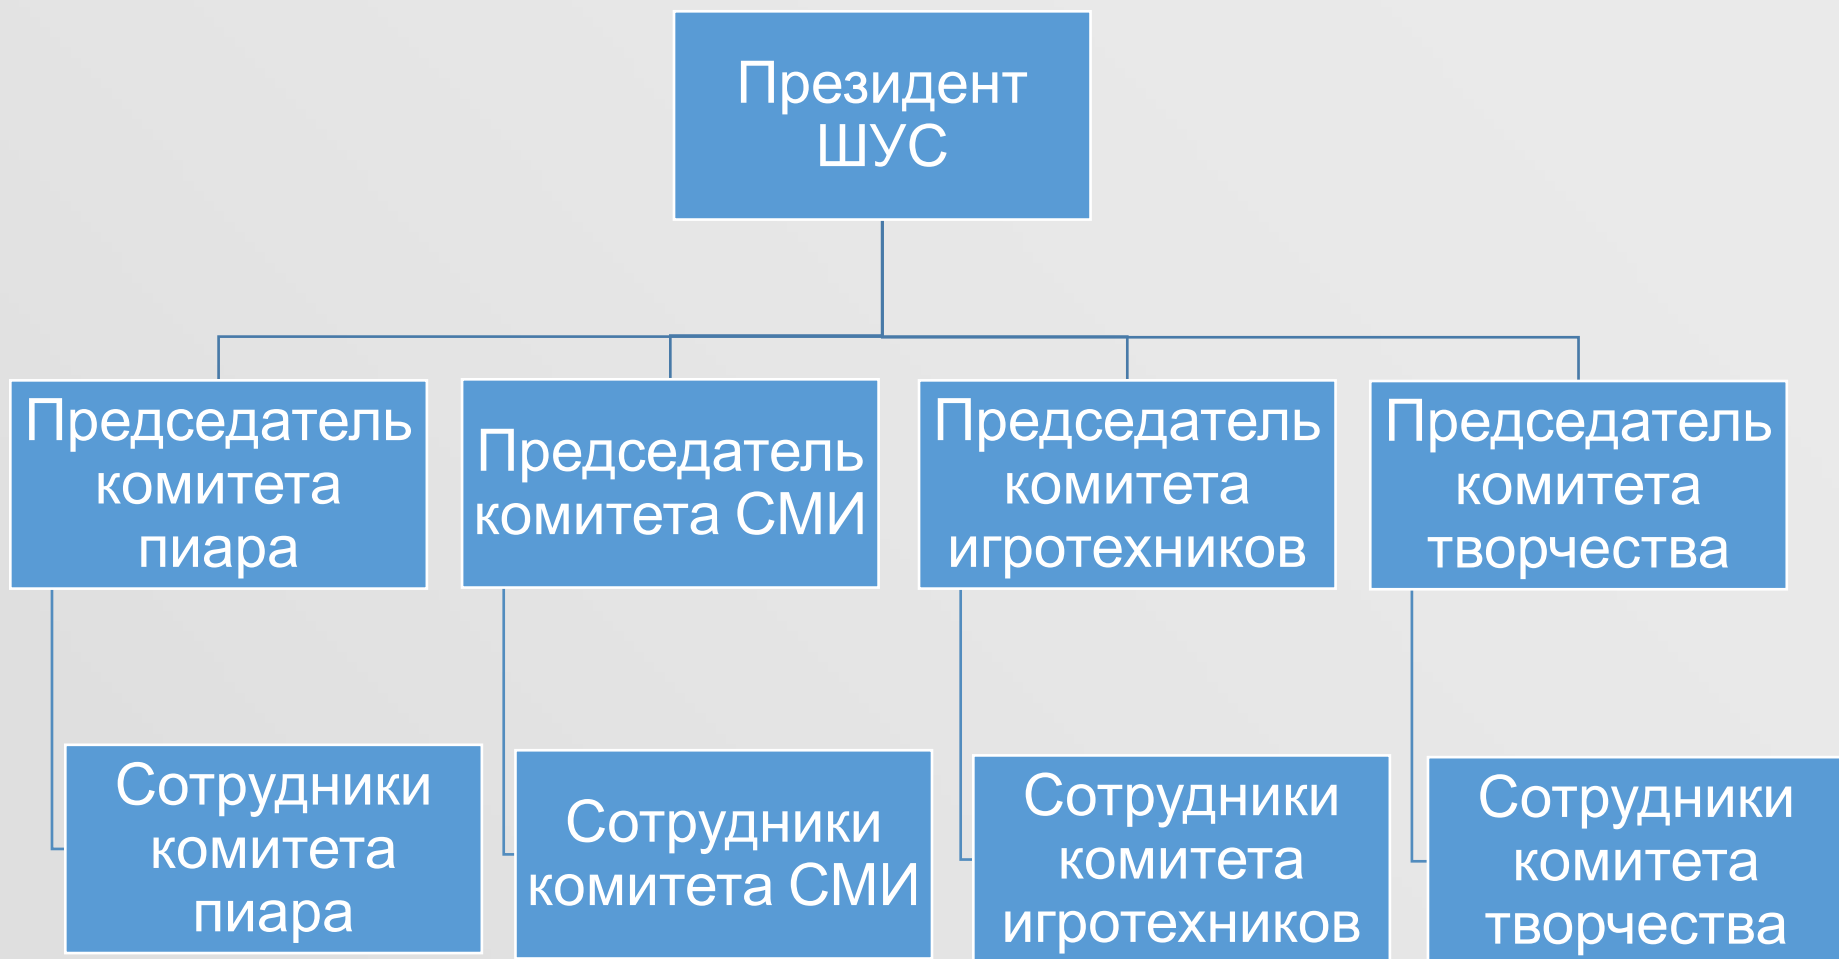 Президент
ШУС
Председатель
комитета
пиара
Председатель
комитета СМИ
Председатель
комитета
игротехников
Председатель
комитета
творчества
Сотрудники
комитета
пиара
Сотрудники
комитета СМИ
Сотрудники
комитета
игротехников
Сотрудники
комитета
творчества